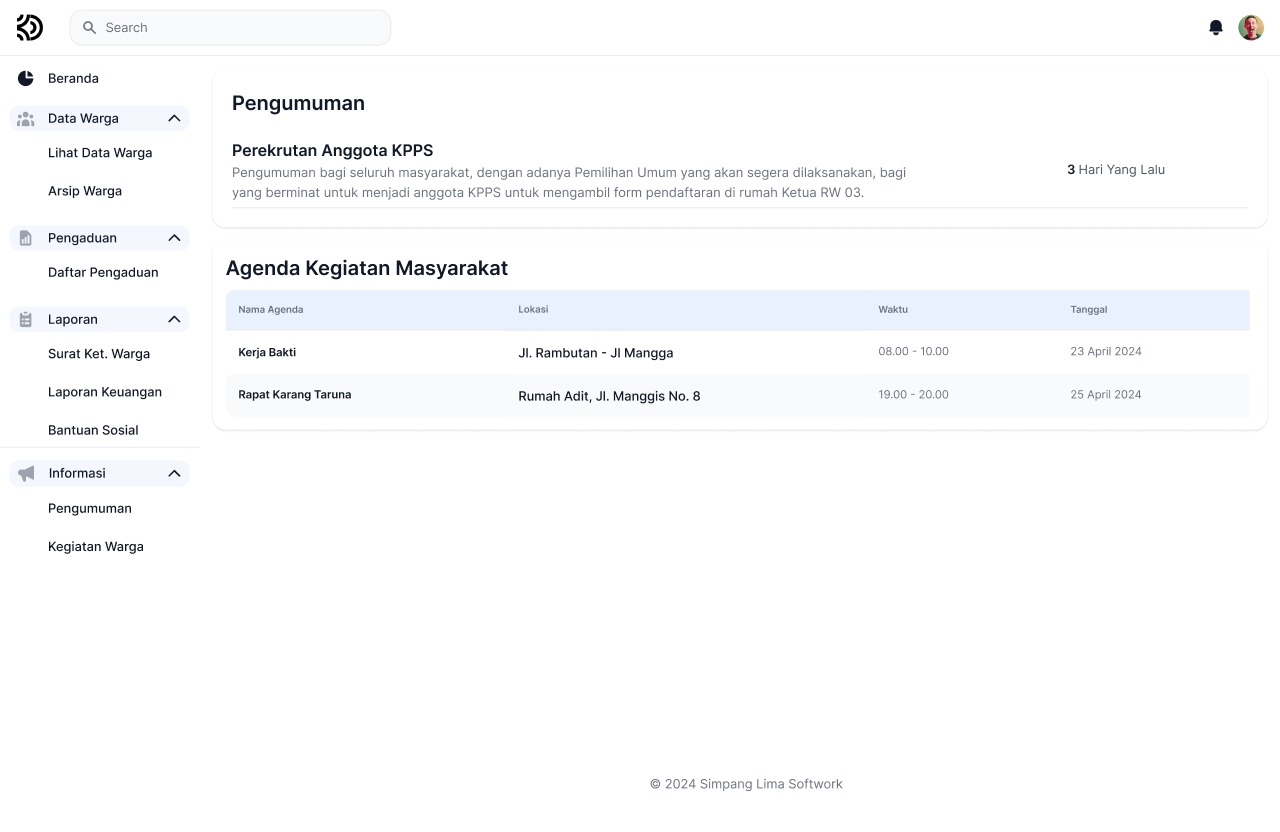 Search
Beranda
Data Warga
Lihat Data Warga
Arsip Warga
Pengaduan
Daftar Pengaduan
Laporan
Surat Ket. Warga
Laporan Keuangan
Bantuan Sosial
Informasi
Pengumuman
Kegiatan Warga
Pengumuman
Perekrutan Anggota KPPS
Pengumuman bagi seluruh masyarakat, dengan adanya Pemilihan Umum yang akan segera dilaksanakan, bagi
yang berminat untuk menjadi anggota KPPS untuk mengambil form pendaftaran di rumah Ketua RW 03.
3 Hari Yang Lalu
Agenda Kegiatan Masyarakat
Nama Agenda Lokasi Waktu Tanggal
Kerja Bakti Jl. Rambutan - Jl Mangga 08.00 - 10.00 23 April 2024
Rapat Karang Taruna Rumah Adit, Jl. Manggis No. 8 19.00 - 20.00 25 April 2024
© 2024 Simpang Lima Softwork